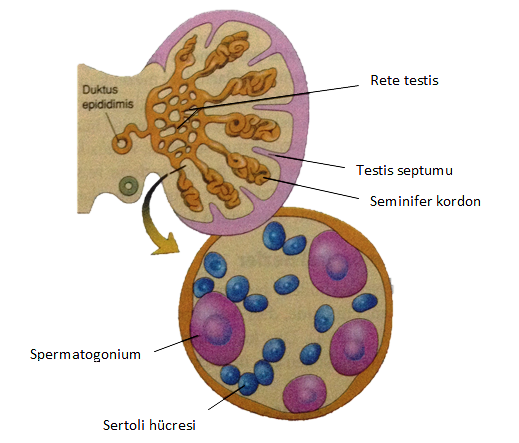 Rete testis
Duktus
epididimis
Testis septumu
Seminifer kordon
Spermatogonium
Sertoli hücresi